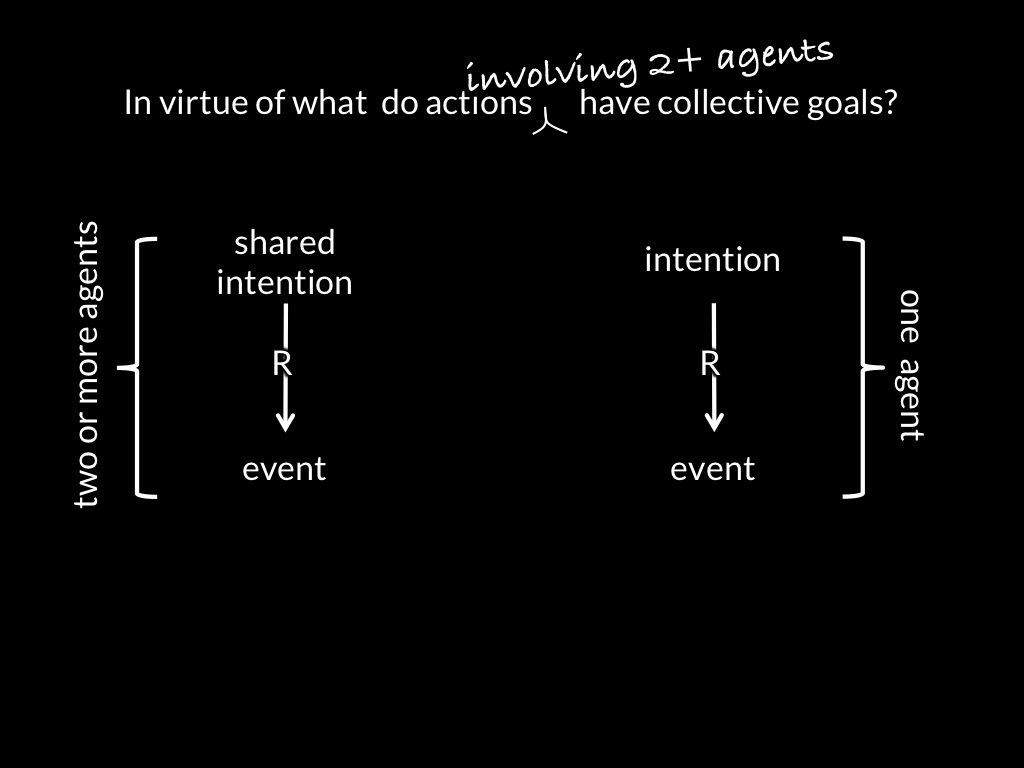 involving 2+ agents
In virtue of what do actions have collective goals?
two or more agents
shared
intention
R
event
intention
R
event
one agent